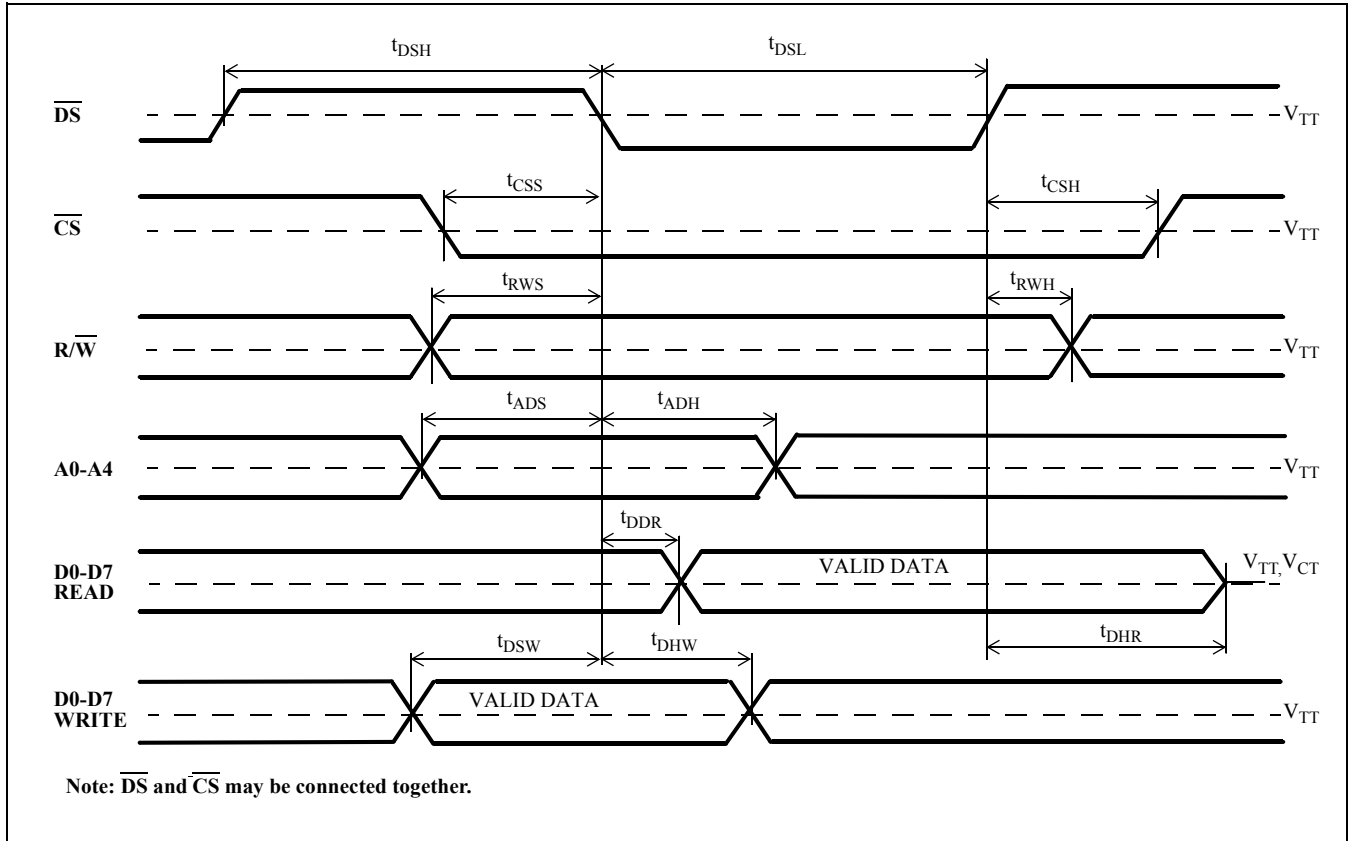 tDSH
tDSL
DS
VTT
tCSS
tCSH
CS
VTT
tRWS
tRWH
R/W
VTT
tADS
tADH
A0-A4
VTT
tDDR
D0-D7
READ
VALID DATA
VTT,VCT
tDHR
tDSW
tDHW
D0-D7
WRITE
VALID DATA
VTT
Note: DS and CS may be connected together.